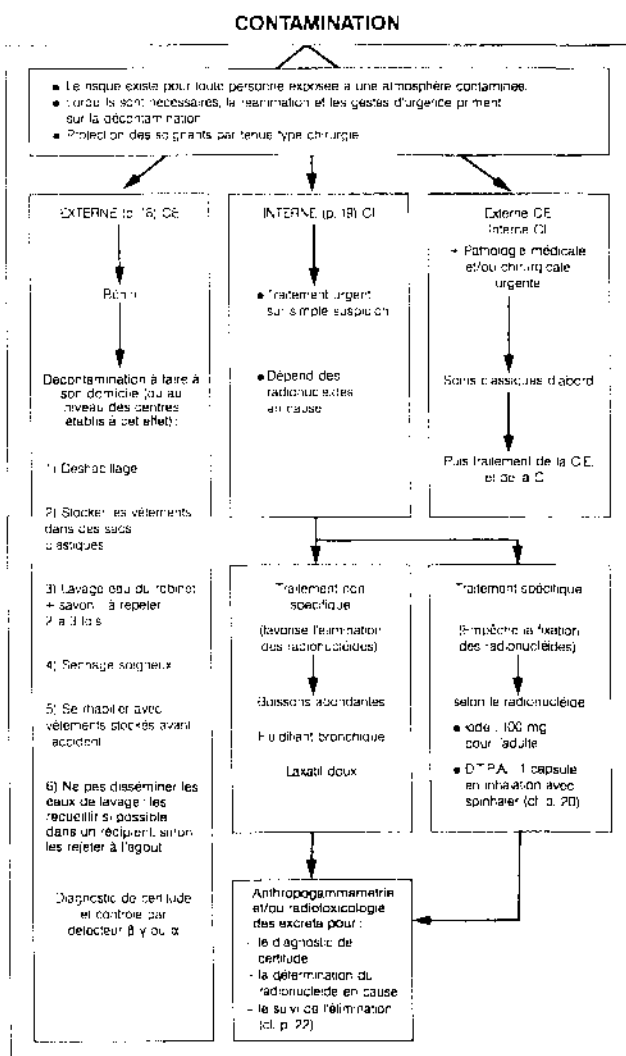 CONTAMINATION
● Le risque existe pour toute personne exposée à une atmosphère contaminée.
● Lorsqu'ils sont nécessaires, la réanimation et les gestes d'urgence priment
sur la décontamination
● Protection des soignants par tenue type chirurgie
EXTERNE (p. 16) CE
Bénin
Décontamination à faire à
son domicile (ou au
niveau des centres
établis à cet effet) :
1) Déshabillage
2) Stocker les vêtements
dans des sacs
plastiques
3) Lavage eau du robinet
+ savon à répéter
2 à 3 fois
4) Séchage soigneux
5) Se rhabiller avec
vêtements stockés avant
l'accident
6) Ne pas disséminer les
eaux de lavage : les
recueillir si possible
dans un récipient, sinon
les rejeter à l'égout
Diagnostic de certitude
et contrôle par
détecteur β γ ou α
INTERNE (p. 19) CI
● Traitement urgent
sur simple suspicion
● Dépend des
radionucléides
en cause
Externe CE
Interne CI
+ Pathologie médicale
et/ou chirurgicale
urgente
Soins classiques d'abord
Puis traitement de la C.E.
et de la CI
Traitement non
spécifique
(favorise l'élimination
des radionucléides)
Boissons abondantes
Fluidifiant bronchique
Laxatif doux
Traitement spécifique
(Empêche la fixation
des radionucléides)
selon le radionucléide
● Iode : 100 mg
pour l'adulte
● D.T.P.A. 1 capsule
en inhalation avec
spinhaler (cf. p. 20)
Anthropogammamétrie
et/ou radiotoxicologie
des excreta pour :
- le diagnostic de
certitude
- la détermination du
radionucléide en cause
- le suivi de l'élimination
(cf. p. 22)